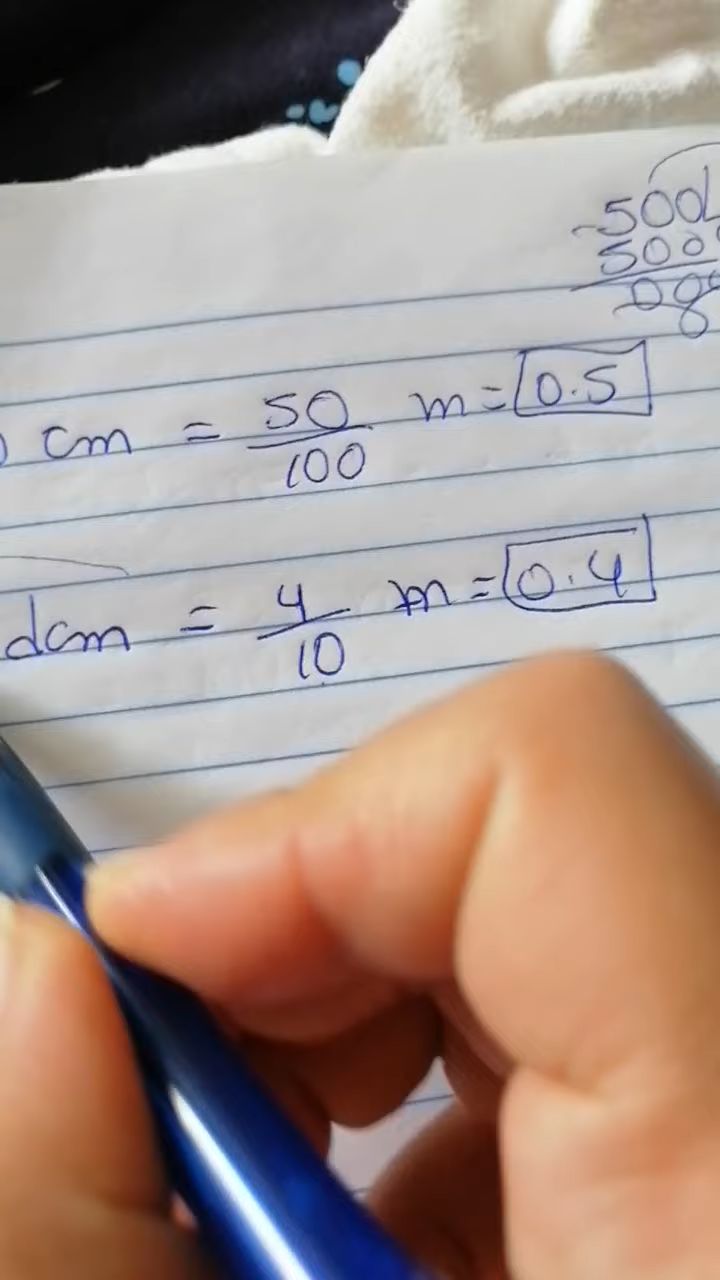 -500
500
cm = 50/100 m = 0.5
dcm = 4/10 m = 0.4